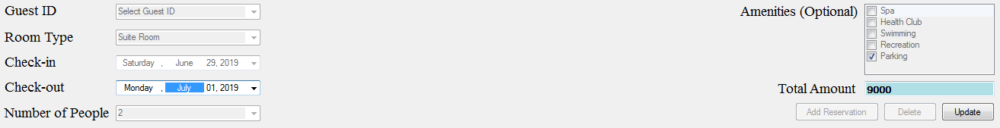 Guest ID Select Guest ID
Room Type Suite Room
Check-in Saturday , June 29, 2019
Check-out Monday , July 01, 2019
Number of People 2
Amenities (Optional) Spa
Health Club
Swimming
Recreation
Parking
Total Amount 9000
Add Reservation Delete Update